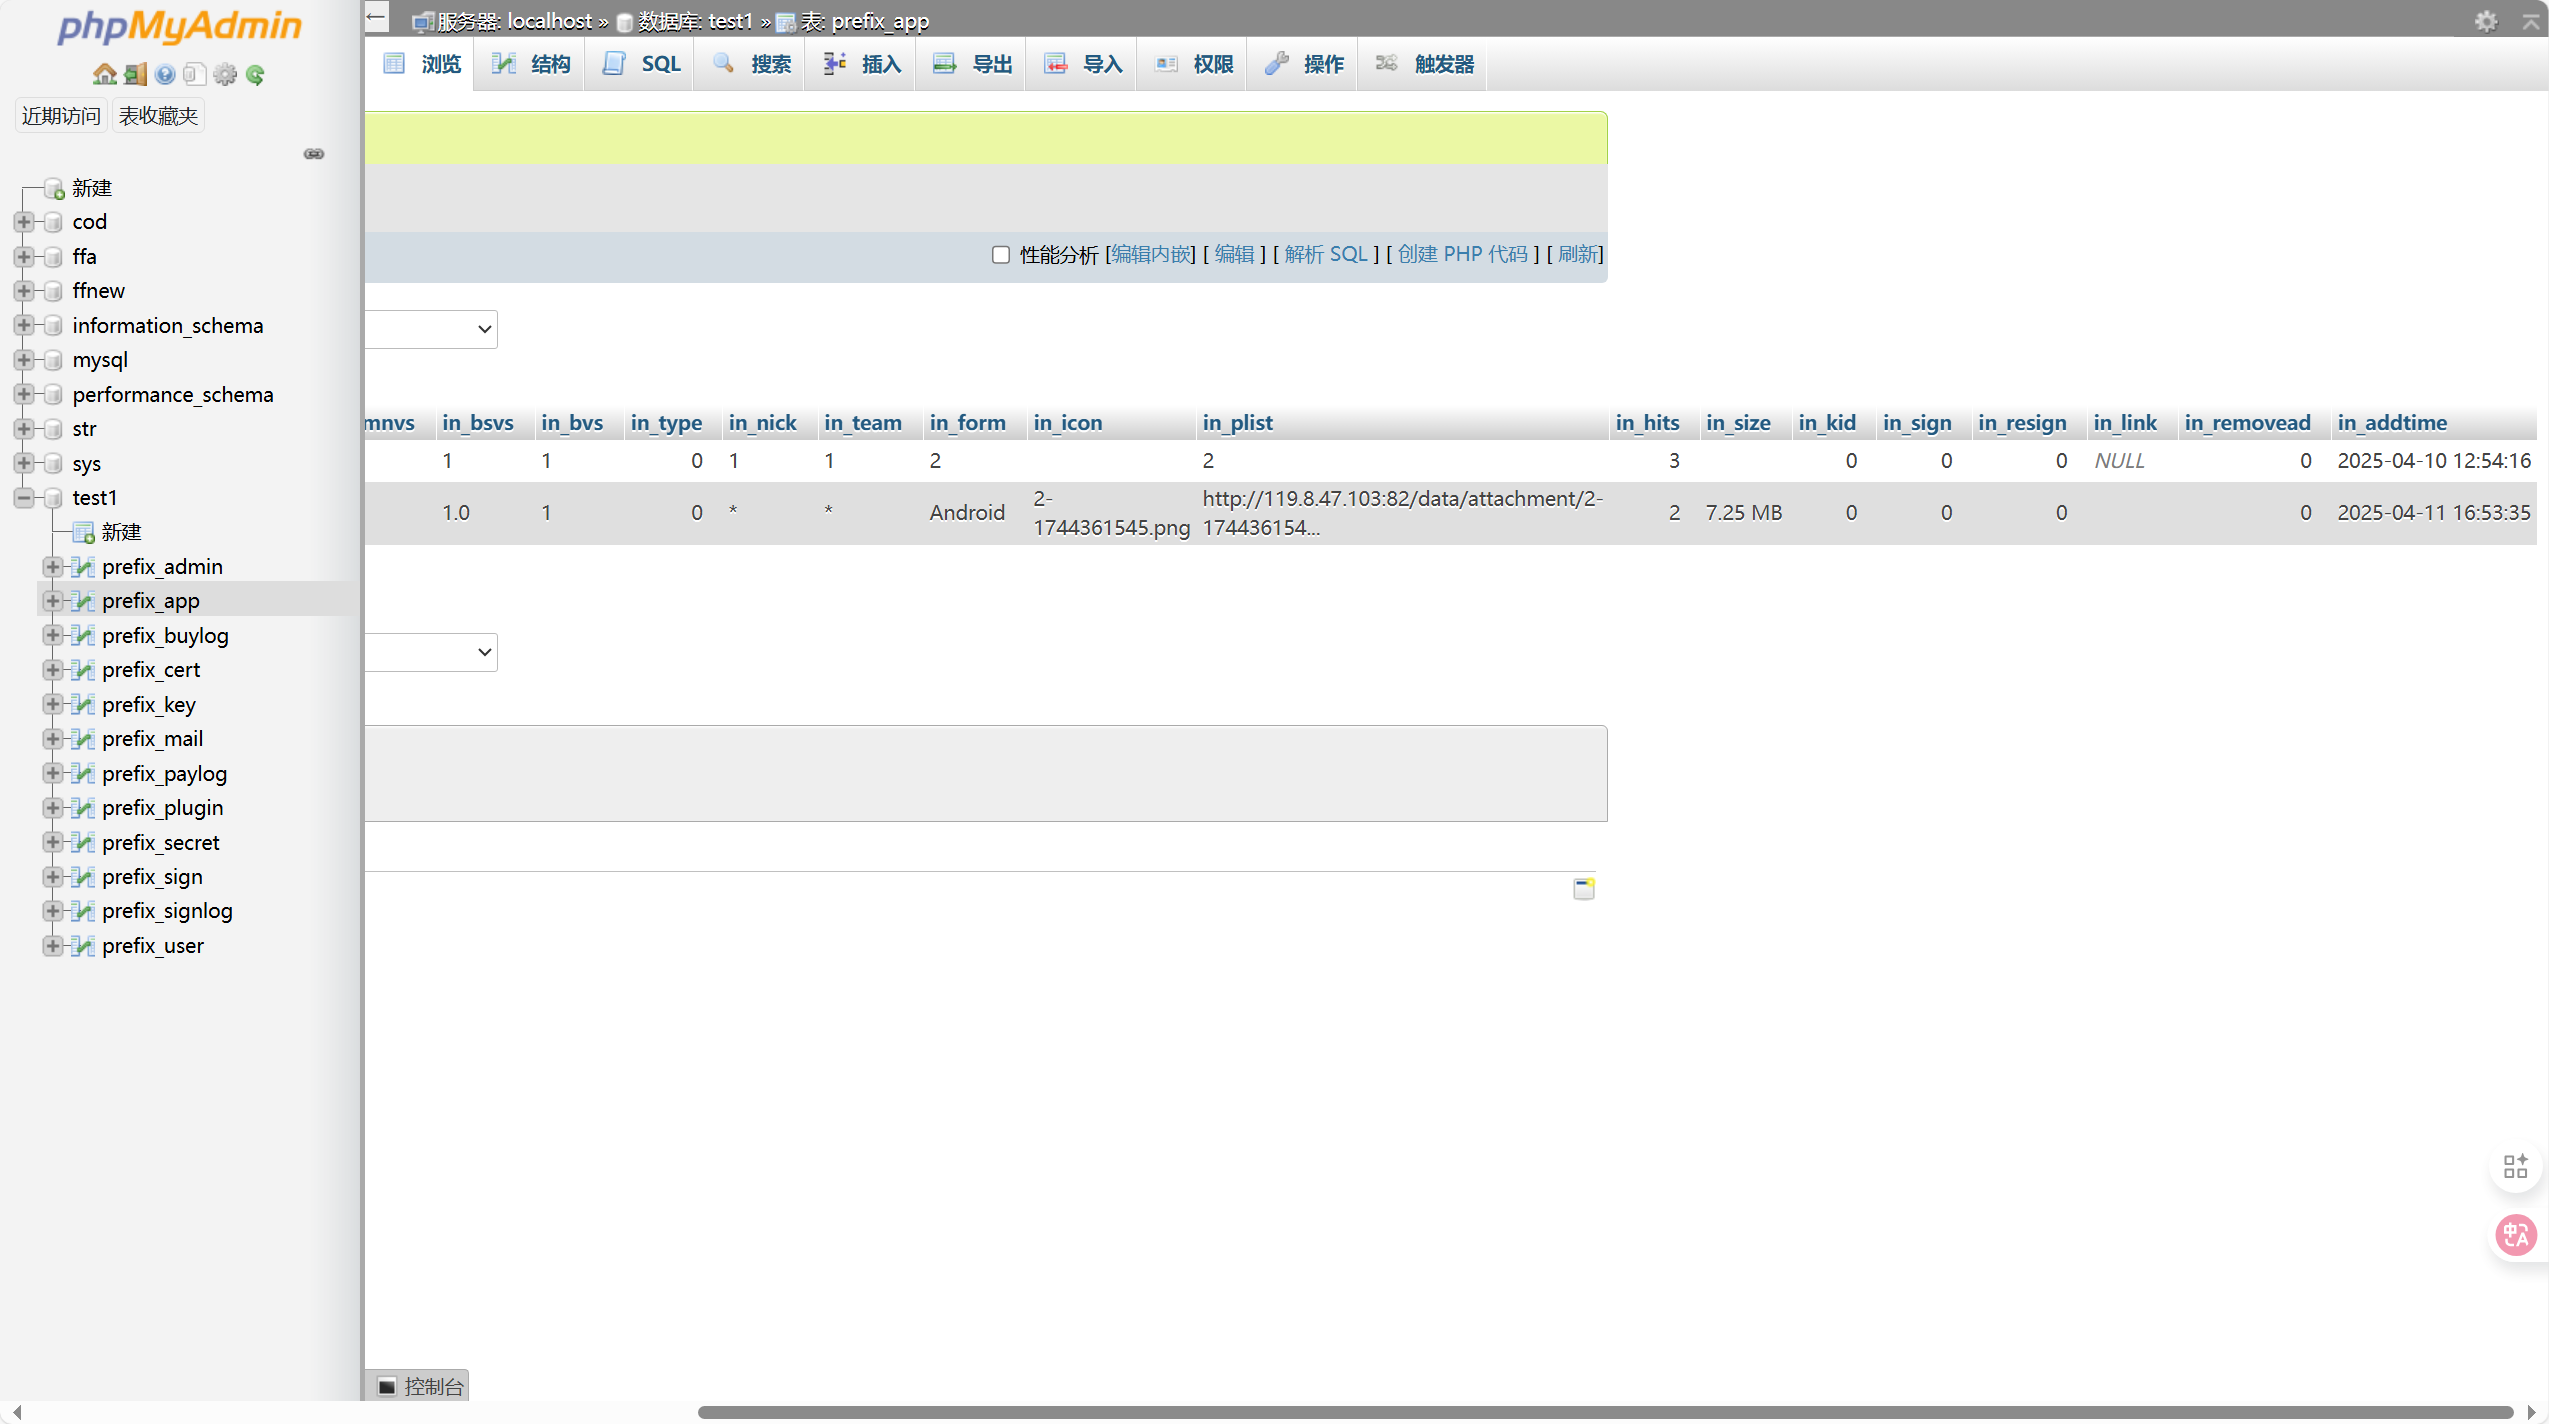 phpMyAdmin
近期访问 表收藏夹
新建
cod
ffa
ffnew
information_schema
mysql
performance_schema
str
sys
test1
新建
prefix_admin
prefix_app
prefix_buylog
prefix_cert
prefix_key
prefix_mail
prefix_paylog
prefix_plugin
prefix_secret
prefix_sign
prefix_signlog
prefix_user
服务器: localhost » 数据库: test1 » 表: prefix_app
浏览 结构 SQL 搜索 插入 导出 导入 权限 操作 触发器
性能分析 [编辑内嵌] [ 编辑 ] [ 解析 SQL ] [ 创建 PHP 代码 ] [ 刷新]
mnvs in_bsvs in_bvs in_type in_nick in_team in_form in_icon in_plist in_hits in_size in_kid in_sign in_resign in_link in_removead in_addtime
1 1 0 1 1 2 2 3 0 0 0 NULL 0 2025-04-10 12:54:16
1.0 1 0 * * Android 2-1744361545.png http://119.8.47.103:82/data/attachment/2-174436154... 2 7.25 MB 0 0 0 0 2025-04-11 16:53:35
控制台
中A